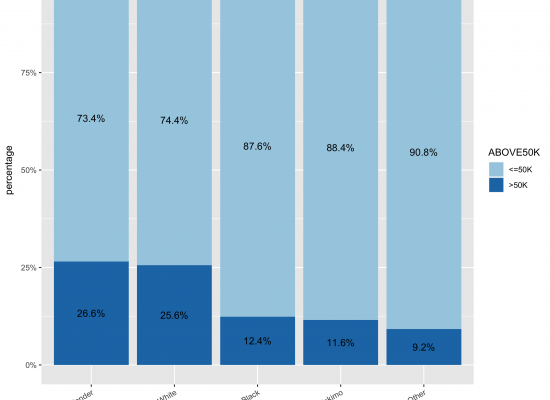 75%
50%
25%
0%
percentage
73.4%
74.4%
87.6%
88.4%
90.8%
26.6%
25.6%
12.4%
11.6%
9.2%
White
Black
Other
ABOVE50K
<=50K
>50K